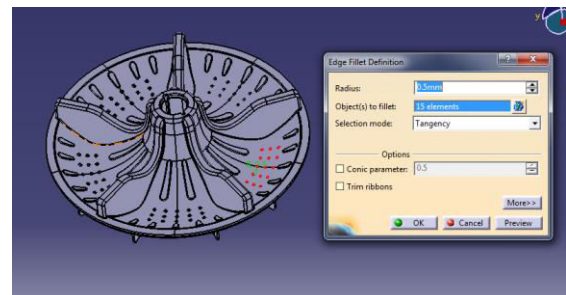 y
Edge Fillet Definition
Radius: 0.5mm
Object(s) to fillet: 15 elements
Selection mode: Tangency
Options
Conic parameter: 0.5
Trim ribbons
More>>
OK Cancel Preview